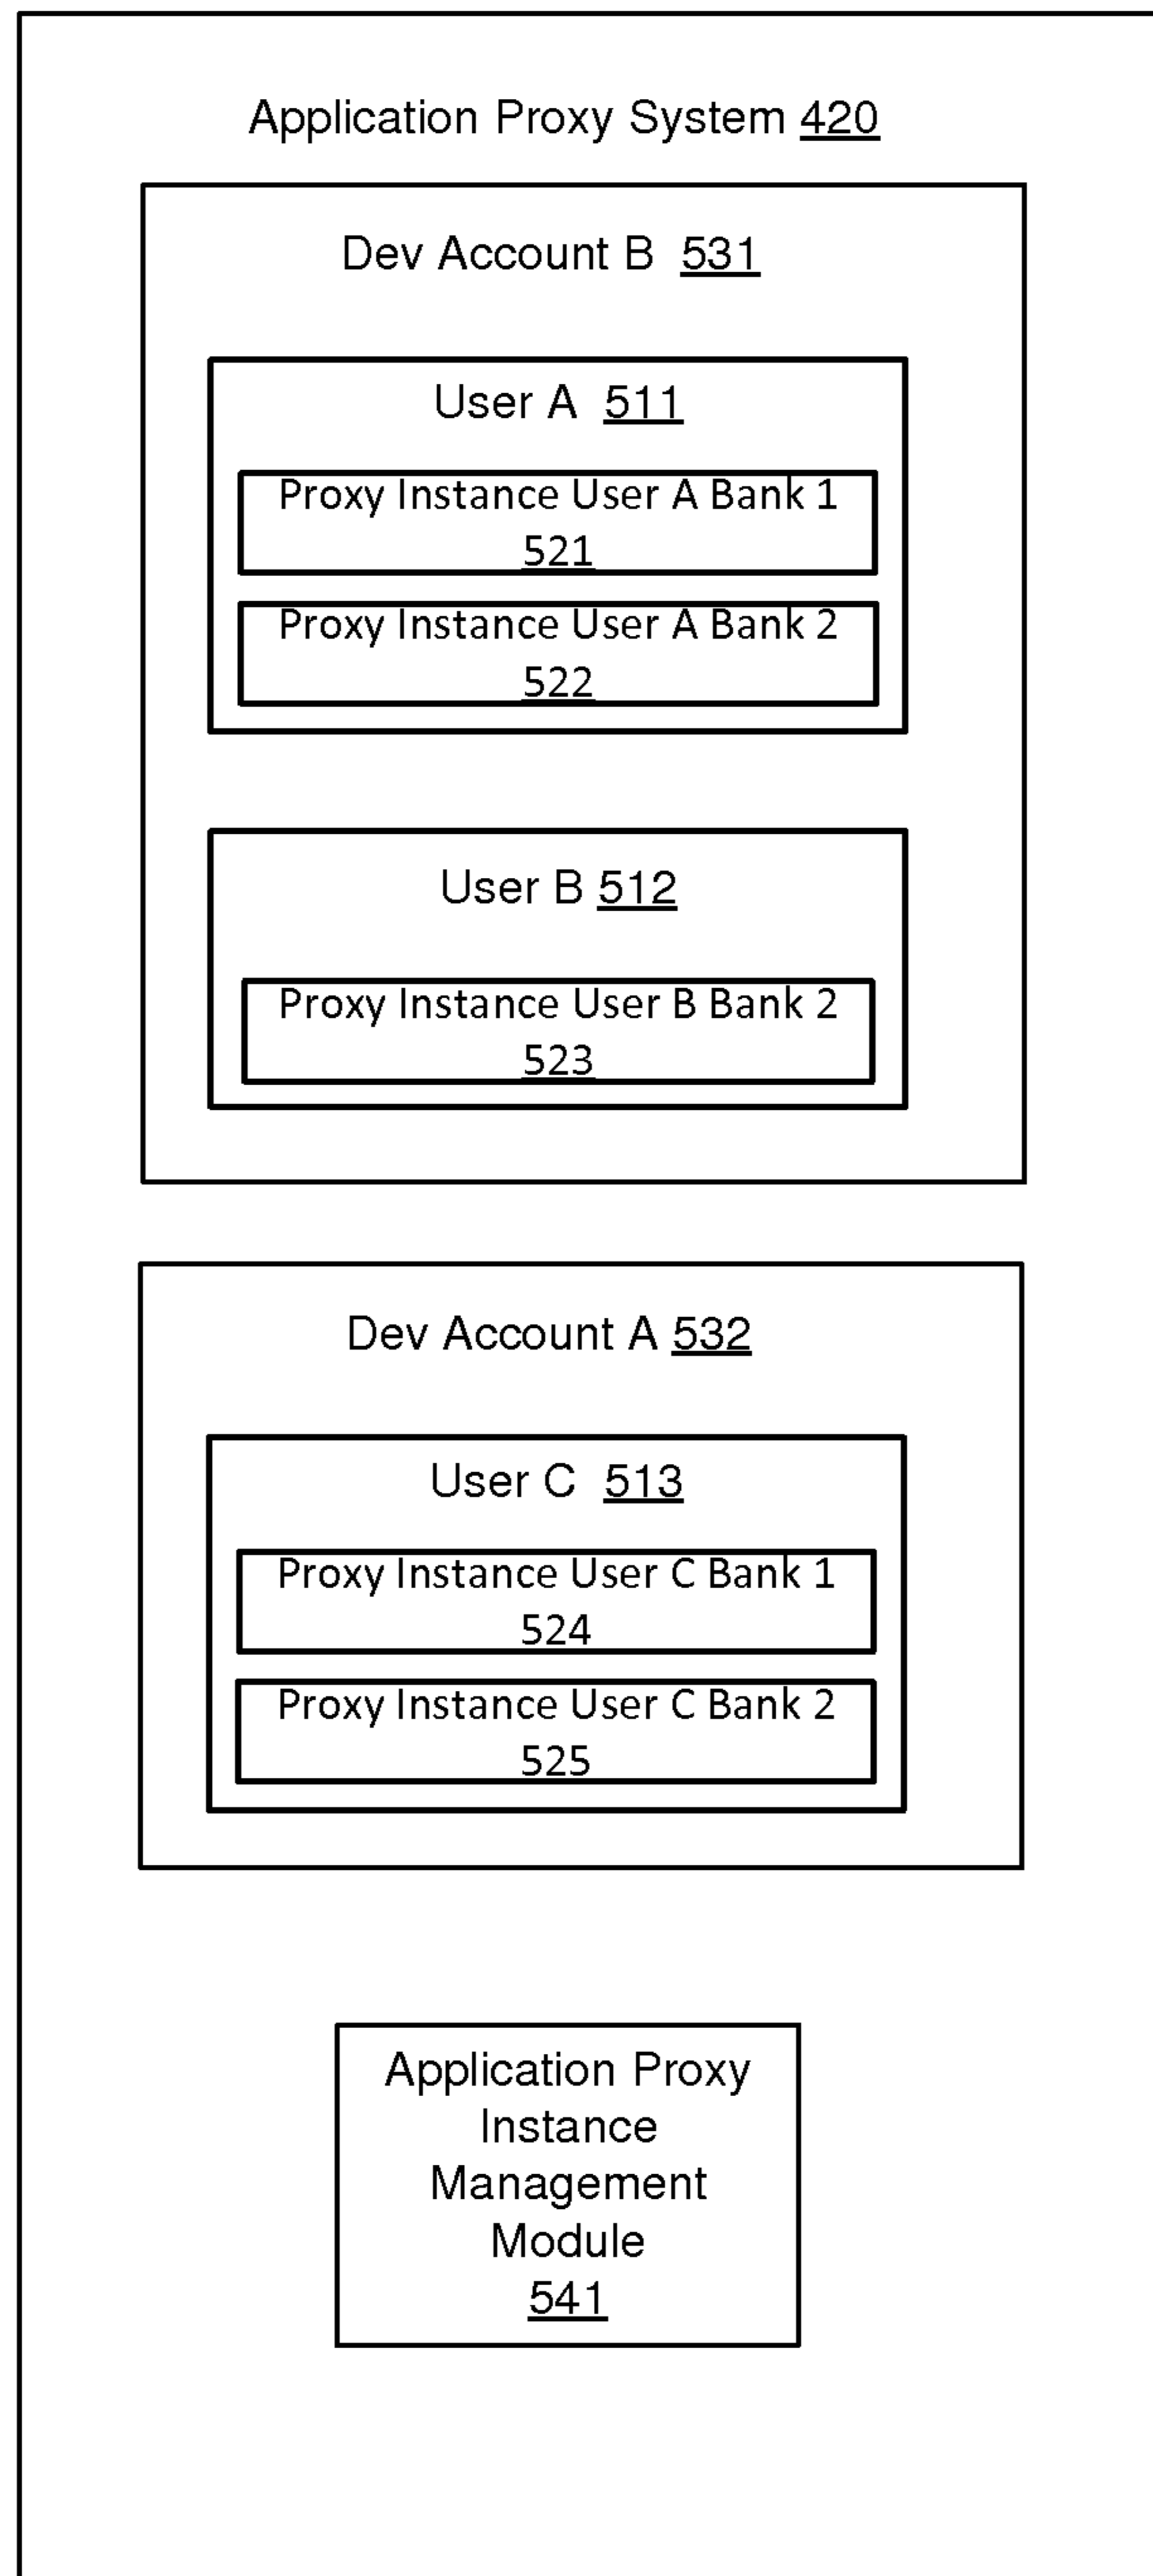 Application Proxy System 420
Dev Account B 531
User A 511
Proxy Instance User A Bank 1
521
Proxy Instance User A Bank 2
522
User B 512
Proxy Instance User B Bank 2
523
Dev Account A 532
User C 513
Proxy Instance User C Bank 1
524
Proxy Instance User C Bank 2
525
Application Proxy
Instance
Management
Module
541